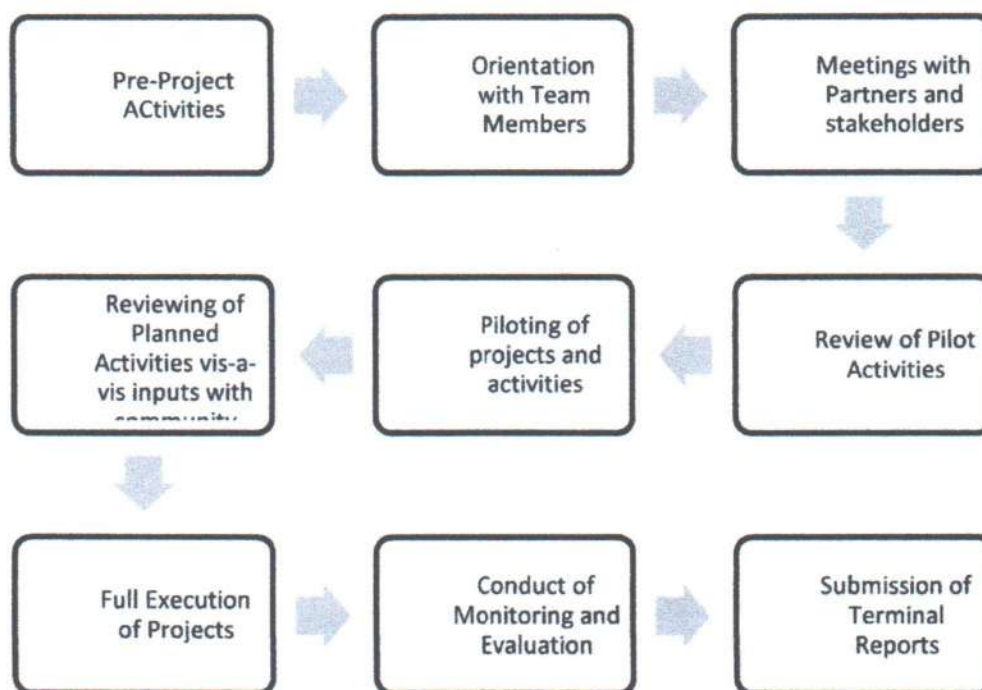 Pre-Project
ACtivities
Orientation
with Team
Members
Meetings with
Partners and
stakeholders
Review of Pilot
Activities
Piloting of
projects and
activities
Reviewing of
Planned
Activities vis-a-
vis inputs with
community
Full Execution
of Projects
Conduct of
Monitoring and
Evaluation
Submission of
Terminal
Reports